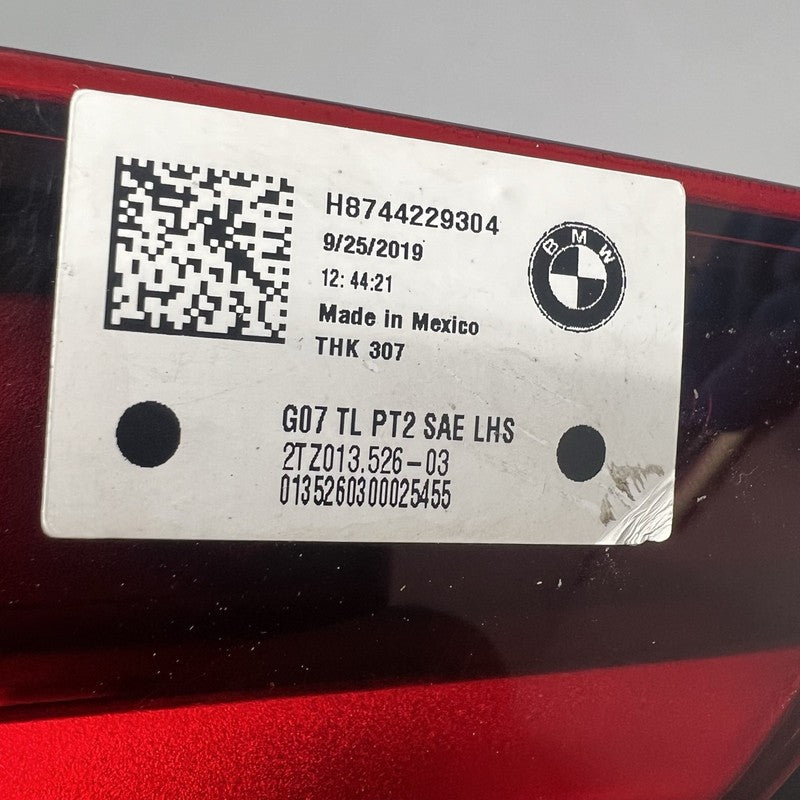 H8744229304
9/25/2019
12:44:21
Made in Mexico
THK 307
BMW
G07 TL PT2 SAE LHS
2TZ013.526-03
0135260300025455